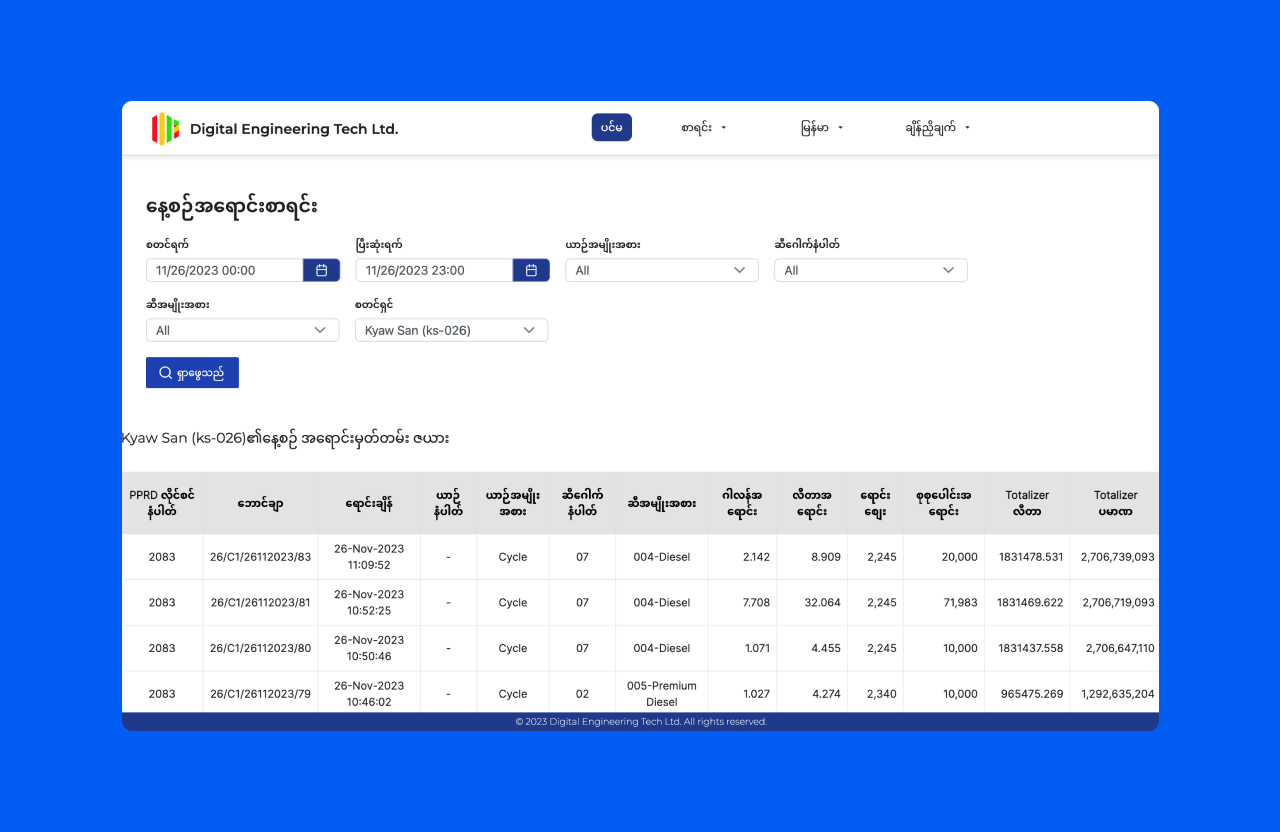 Digital Engineering Tech Ltd.
ပင်မ
စာရင်း
မြန်မာ
ချိန်ညှိချက်
နေ့စဉ်အရောင်းစာရင်း
စတင်ရက်
ပြီးဆုံးရက်
ယာဉ်အမျိုးအစား
ဆီဂေါက်နံပါတ်
11/26/2023 00:00
11/26/2023 23:00
All
All
ဆီအမျိုးအစား
စတင်ရှင်
All
Kyaw San (ks-026)
ရှာဖွေသည်
Kyaw San (ks-026)၏နေ့စဉ် အရောင်းမှတ်တမ်း ဇယား
PPRD လိုင်စင် နံပါတ် ဘောင်ချာ ရောင်းချိန် ယာဉ် နံပါတ် ယာဉ်အမျိုး အစား ဆီဂေါက် နံပါတ် ဆီအမျိုးအစား ဂါလန်အ ရောင်း လီတာအ ရောင်း ရောင်း ဈေး စုစုပေါင်းအ ရောင်း Totalizer လီတာ Totalizer ပမာဏ
2083 26/C1/26112023/83 26-Nov-2023 11:09:52 - Cycle 07 004-Diesel 2.142 8.909 2,245 20,000 1831478.531 2,706,739,093
2083 26/C1/26112023/81 26-Nov-2023 10:52:25 - Cycle 07 004-Diesel 7.708 32.064 2,245 71,983 1831469.622 2,706,719,093
2083 26/C1/26112023/80 26-Nov-2023 10:50:46 - Cycle 07 004-Diesel 1.071 4.455 2,245 10,000 1831437.558 2,706,647,110
2083 26/C1/26112023/79 26-Nov-2023 10:46:02 - Cycle 02 005-Premium Diesel 1.027 4.274 2,340 10,000 965475.269 1,292,635,204
© 2023 Digital Engineering Tech Ltd. All rights reserved.